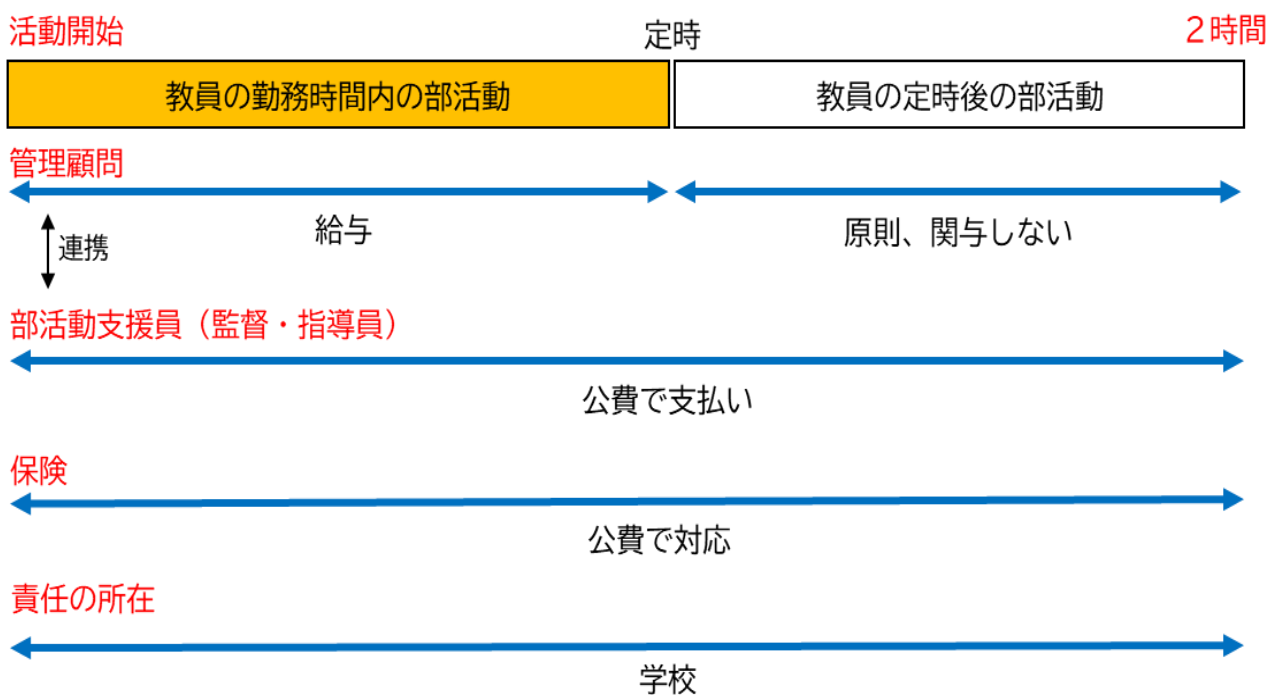 活動開始
定時
２時間
教員の勤務時間内の部活動
教員の定時後の部活動
管理顧問
給与
原則、関与しない
連携
部活動支援員（監督・指導員）
公費で支払い
保険
公費で対応
責任の所在
学校